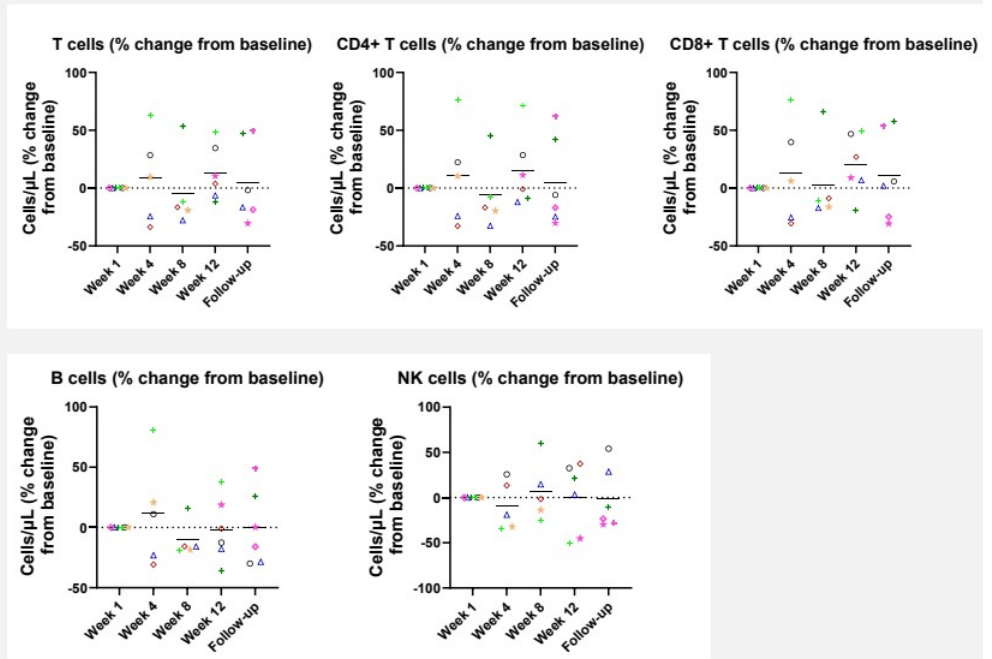 T cells (% change from baseline)
Cells/µL (% change
from baseline)
100
50
0
-50
Week 1
Week 4
Week 8
Week 12
Follow-up
CD4+ T cells (% change from baseline)
Cells/µL (% change
from baseline)
100
50
0
-50
Week 1
Week 4
Week 8
Week 12
Follow-up
CD8+ T cells (% change from baseline)
Cells/µL (% change
from baseline)
100
50
0
-50
Week 1
Week 4
Week 8
Week 12
Follow-up
B cells (% change from baseline)
Cells/µL (% change
from baseline)
100
50
0
-50
Week 1
Week 4
Week 8
Week 12
Follow-up
NK cells (% change from baseline)
Cells/µL (% change
from baseline)
100
50
0
-50
-100
Week 1
Week 4
Week 8
Week 12
Follow-up